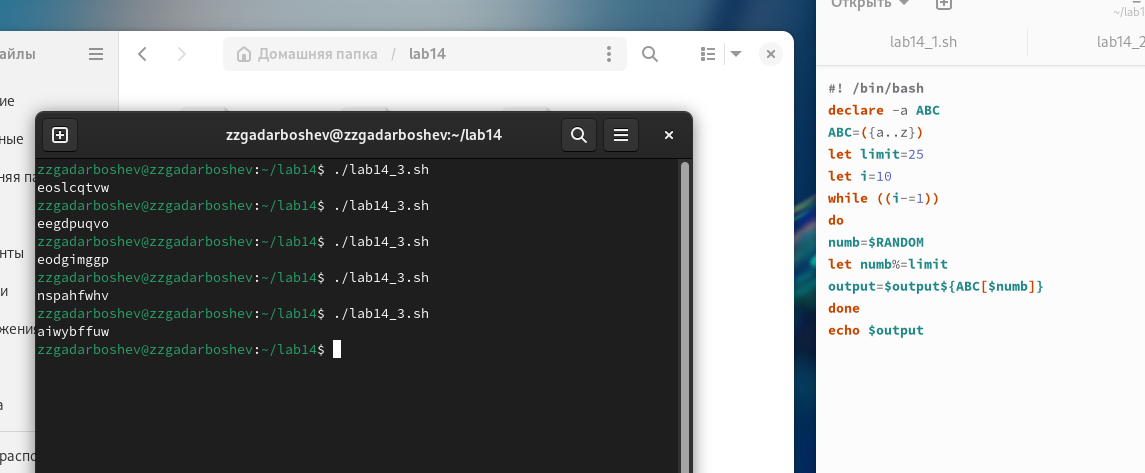 айлы
Домашняя папка / lab14
ие
ные
няя па
нты
и
жения
а
расп
zzgadarboshev@zzgadarboshev:~/lab14
zzgadarboshev@zzgadarboshev:~/lab14$ ./lab14_3.sh
eoslcqtvw
zzgadarboshev@zzgadarboshev:~/lab14$ ./lab14_3.sh
eegdpuqvo
zzgadarboshev@zzgadarboshev:~/lab14$ ./lab14_3.sh
eodgimggp
zzgadarboshev@zzgadarboshev:~/lab14$ ./lab14_3.sh
nspahfwhv
zzgadarboshev@zzgadarboshev:~/lab14$ ./lab14_3.sh
aiwybffuw
zzgadarboshev@zzgadarboshev:~/lab14$
Открыть
~/lab1
lab14_1.sh
lab14_2
#! /bin/bash
declare -a ABC
ABC=({a..z})
let limit=25
let i=10
while ((i-=1))
do
numb=$RANDOM
let numb%=limit
output=$output${ABC[$numb]}
done
echo $output